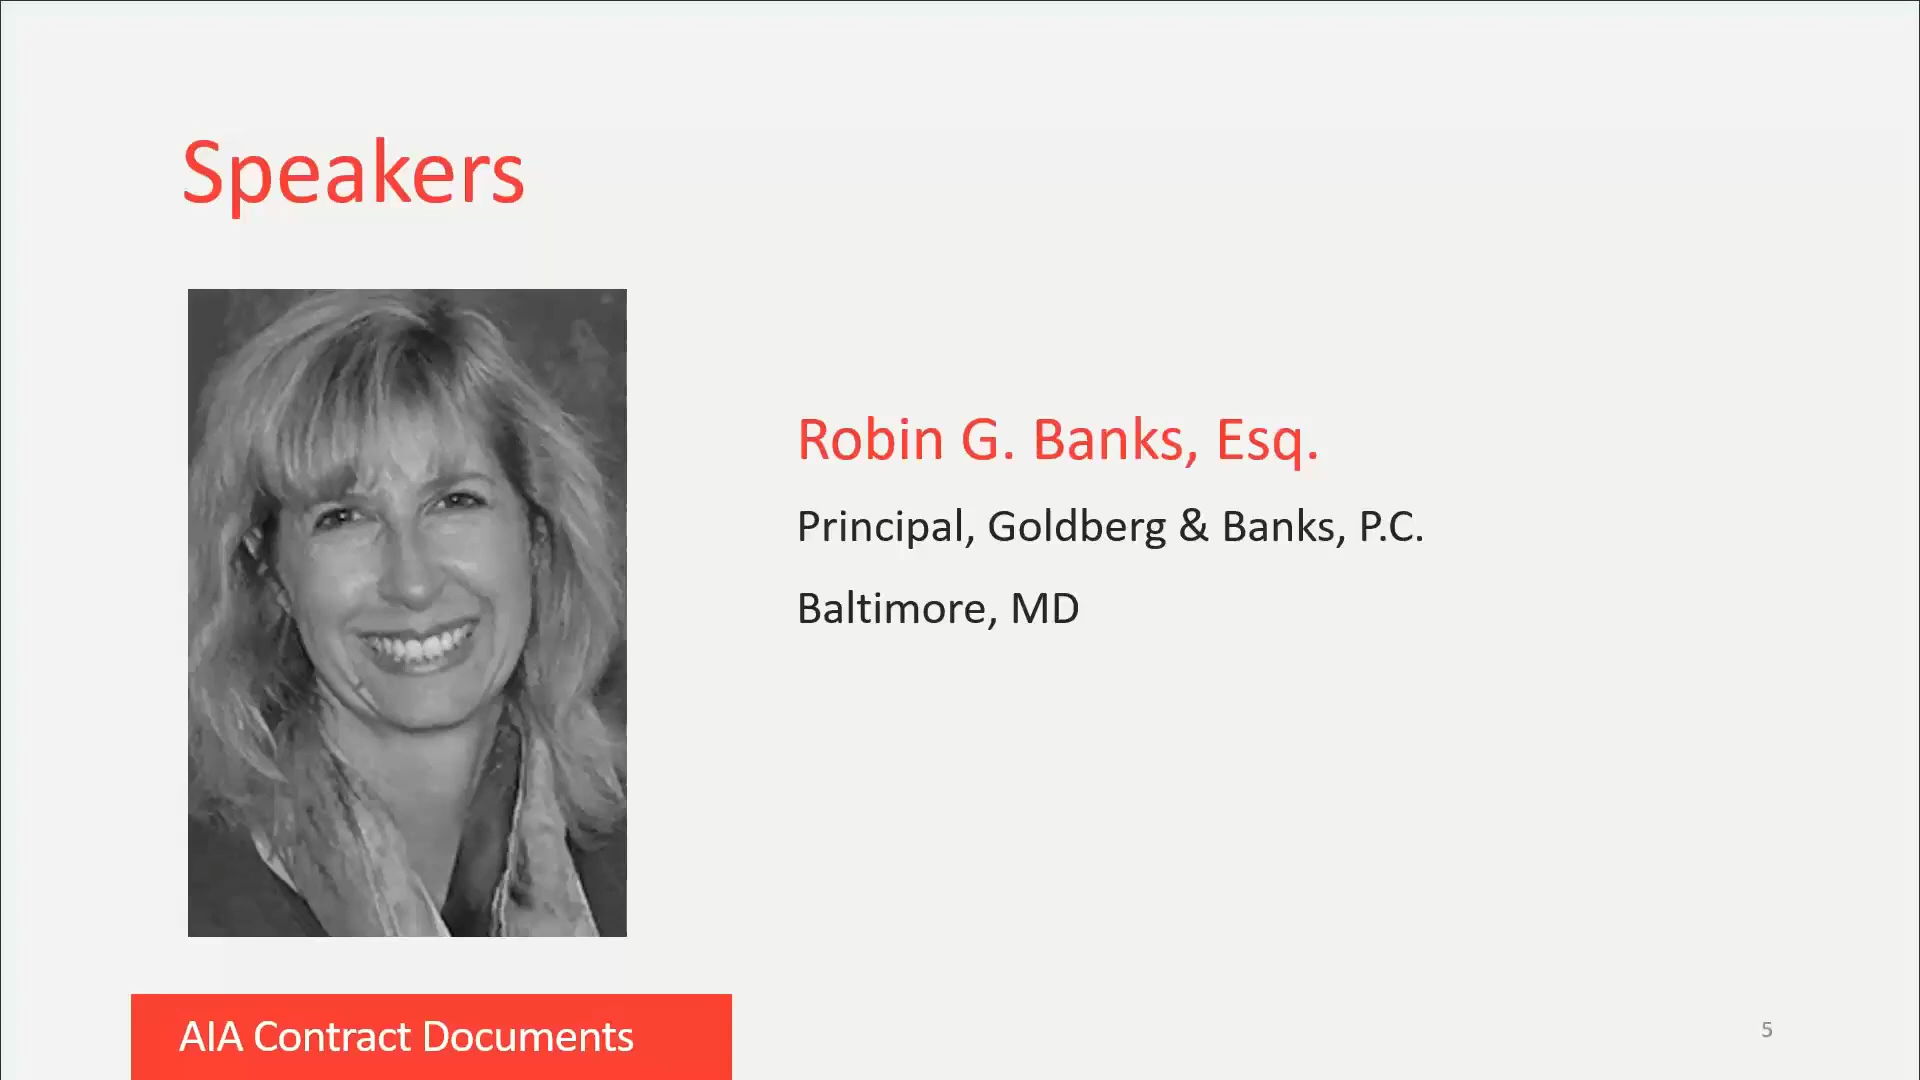 Speakers
Robin G. Banks, Esq.
Principal, Goldberg & Banks, P.C.
Baltimore, MD
AIA Contract Documents
5